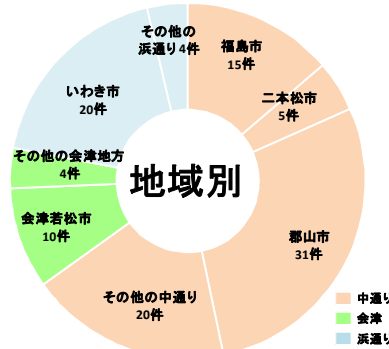 その他の
浜通り4件
福島市
15件
二本松市
5件
いわき市
20件
その他の会津地方
4件
地域別
会津若松市
10件
郡山市
31件
その他の中通り
20件
中通り
会津
浜通り